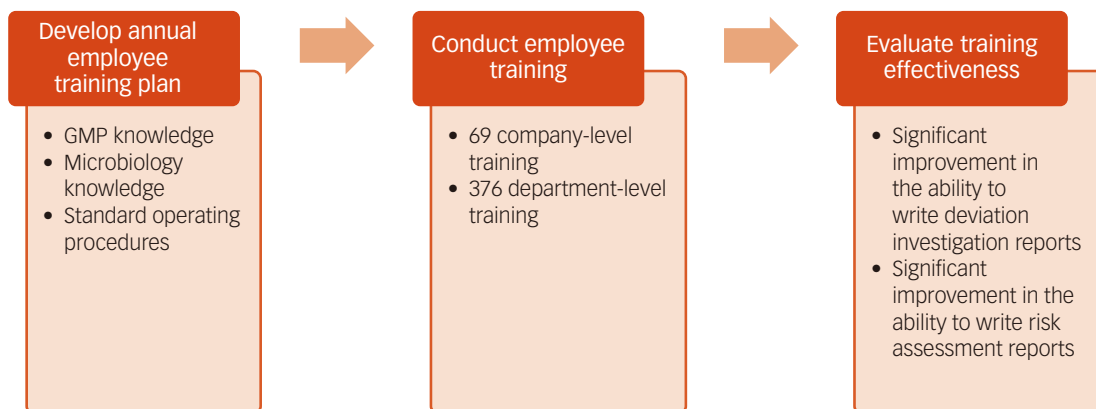 Develop annual
employee
training plan
• GMP knowledge
• Microbiology
knowledge
• Standard operating
procedures
Conduct employee
training
• 69 company-level
training
• 376 department-level
training
Evaluate training
effectiveness
• Significant
improvement in
the ability to
write deviation
investigation reports
• Significant
improvement in the
ability to write risk
assessment reports